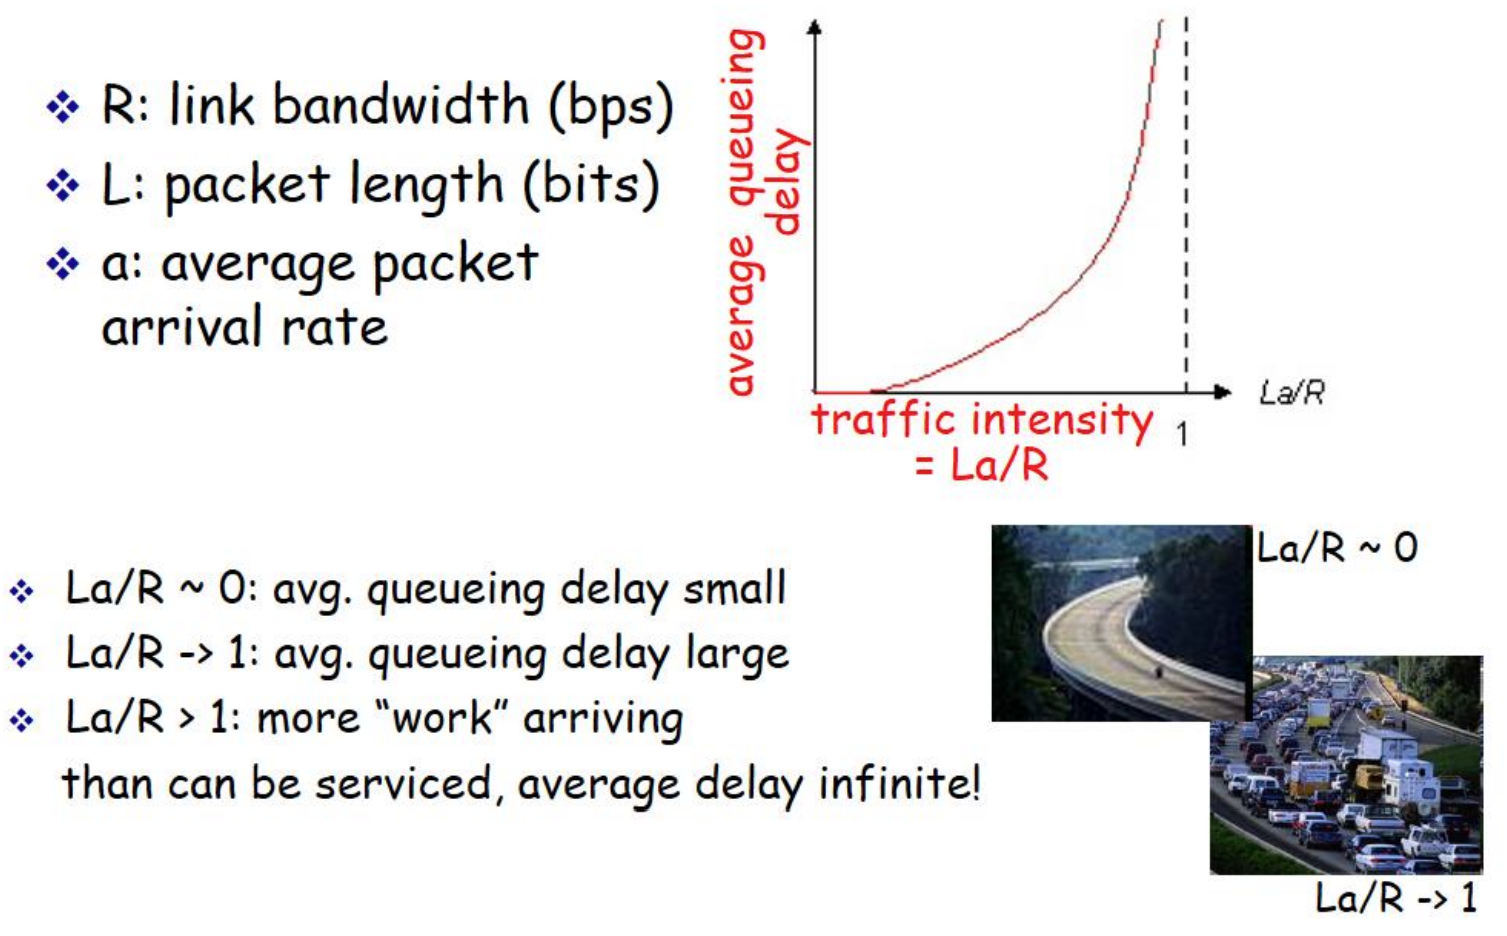 ❖ R: link bandwidth (bps)
❖ L: packet length (bits)
❖ a: average packet
arrival rate
average queueing
delay
La/R
traffic intensity
= La/R
1
❖ La/R ~ 0: avg. queueing delay small
❖ La/R -> 1: avg. queueing delay large
❖ La/R > 1: more “work” arriving
than can be serviced, average delay infinite!
La/R ~ 0
La/R -> 1